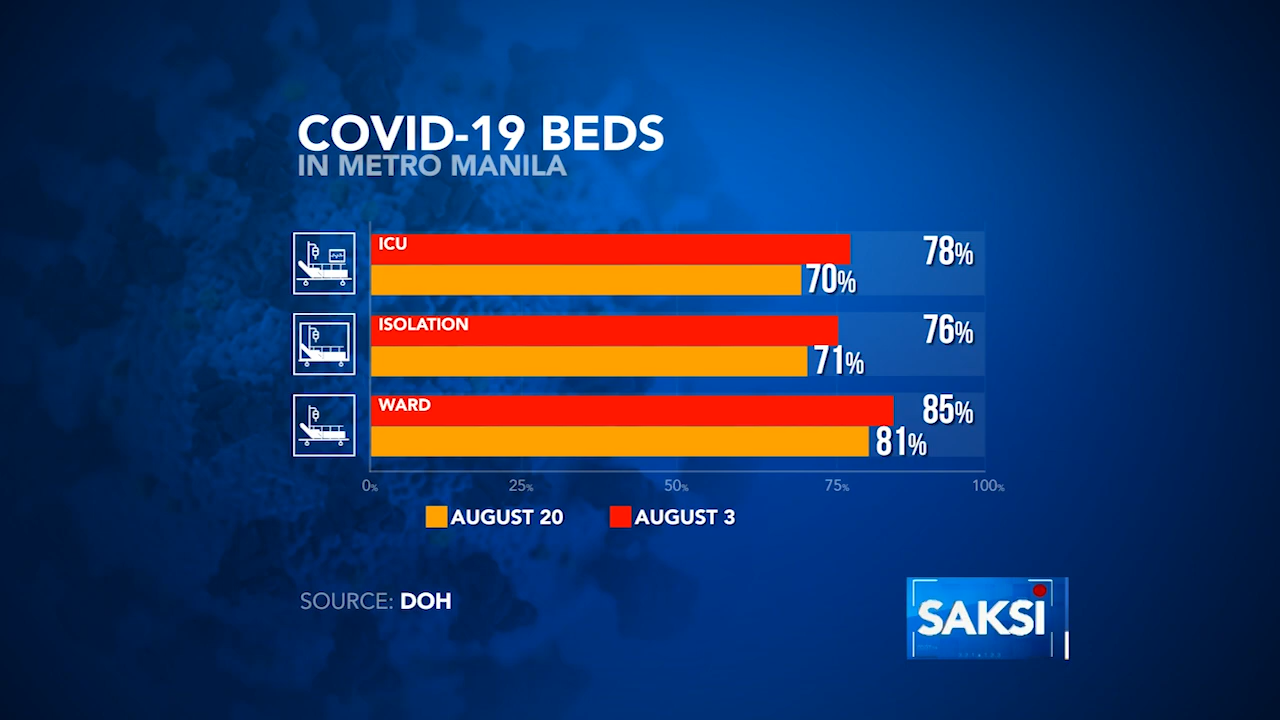 COVID-19 BEDS
IN METRO MANILA
ICU
78%
70%
ISOLATION
76%
71%
WARD
85%
81%
0% 25% 50% 75% 100%
AUGUST 20 AUGUST 3
SOURCE: DOH
SAKSI